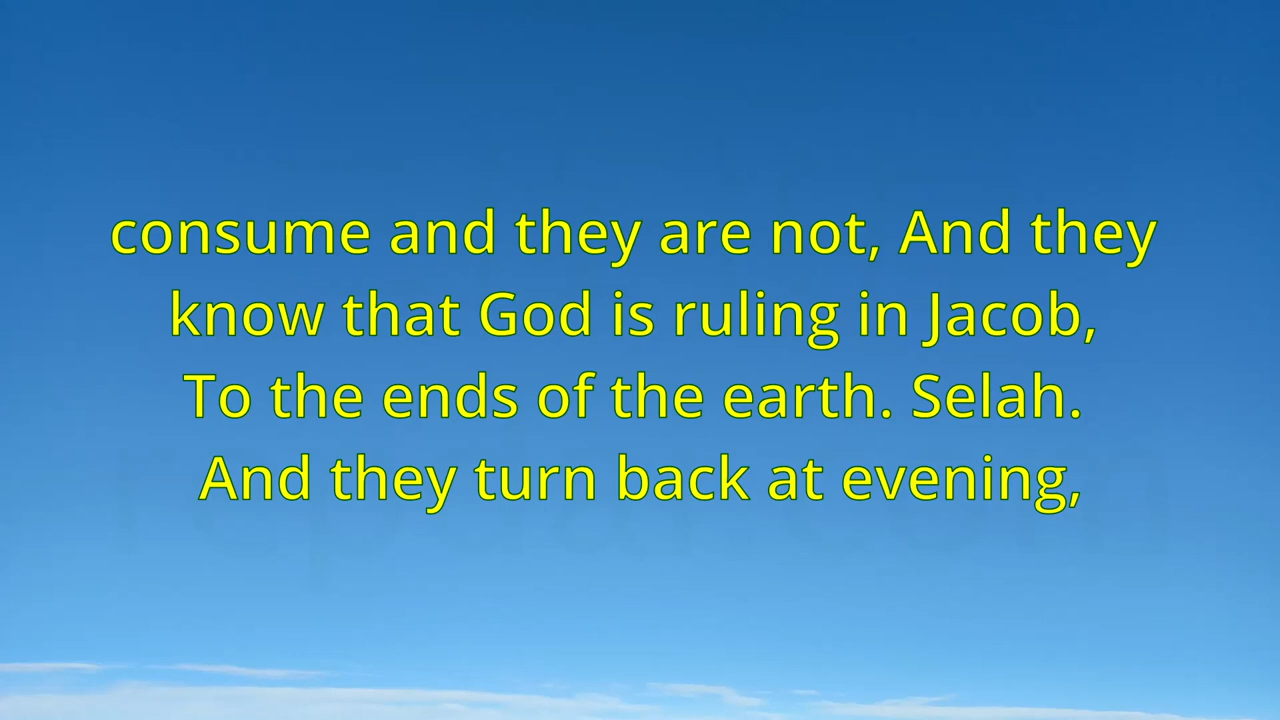 consume and they are not, And they
know that God is ruling in Jacob,
To the ends of the earth. Selah.
And they turn back at evening,